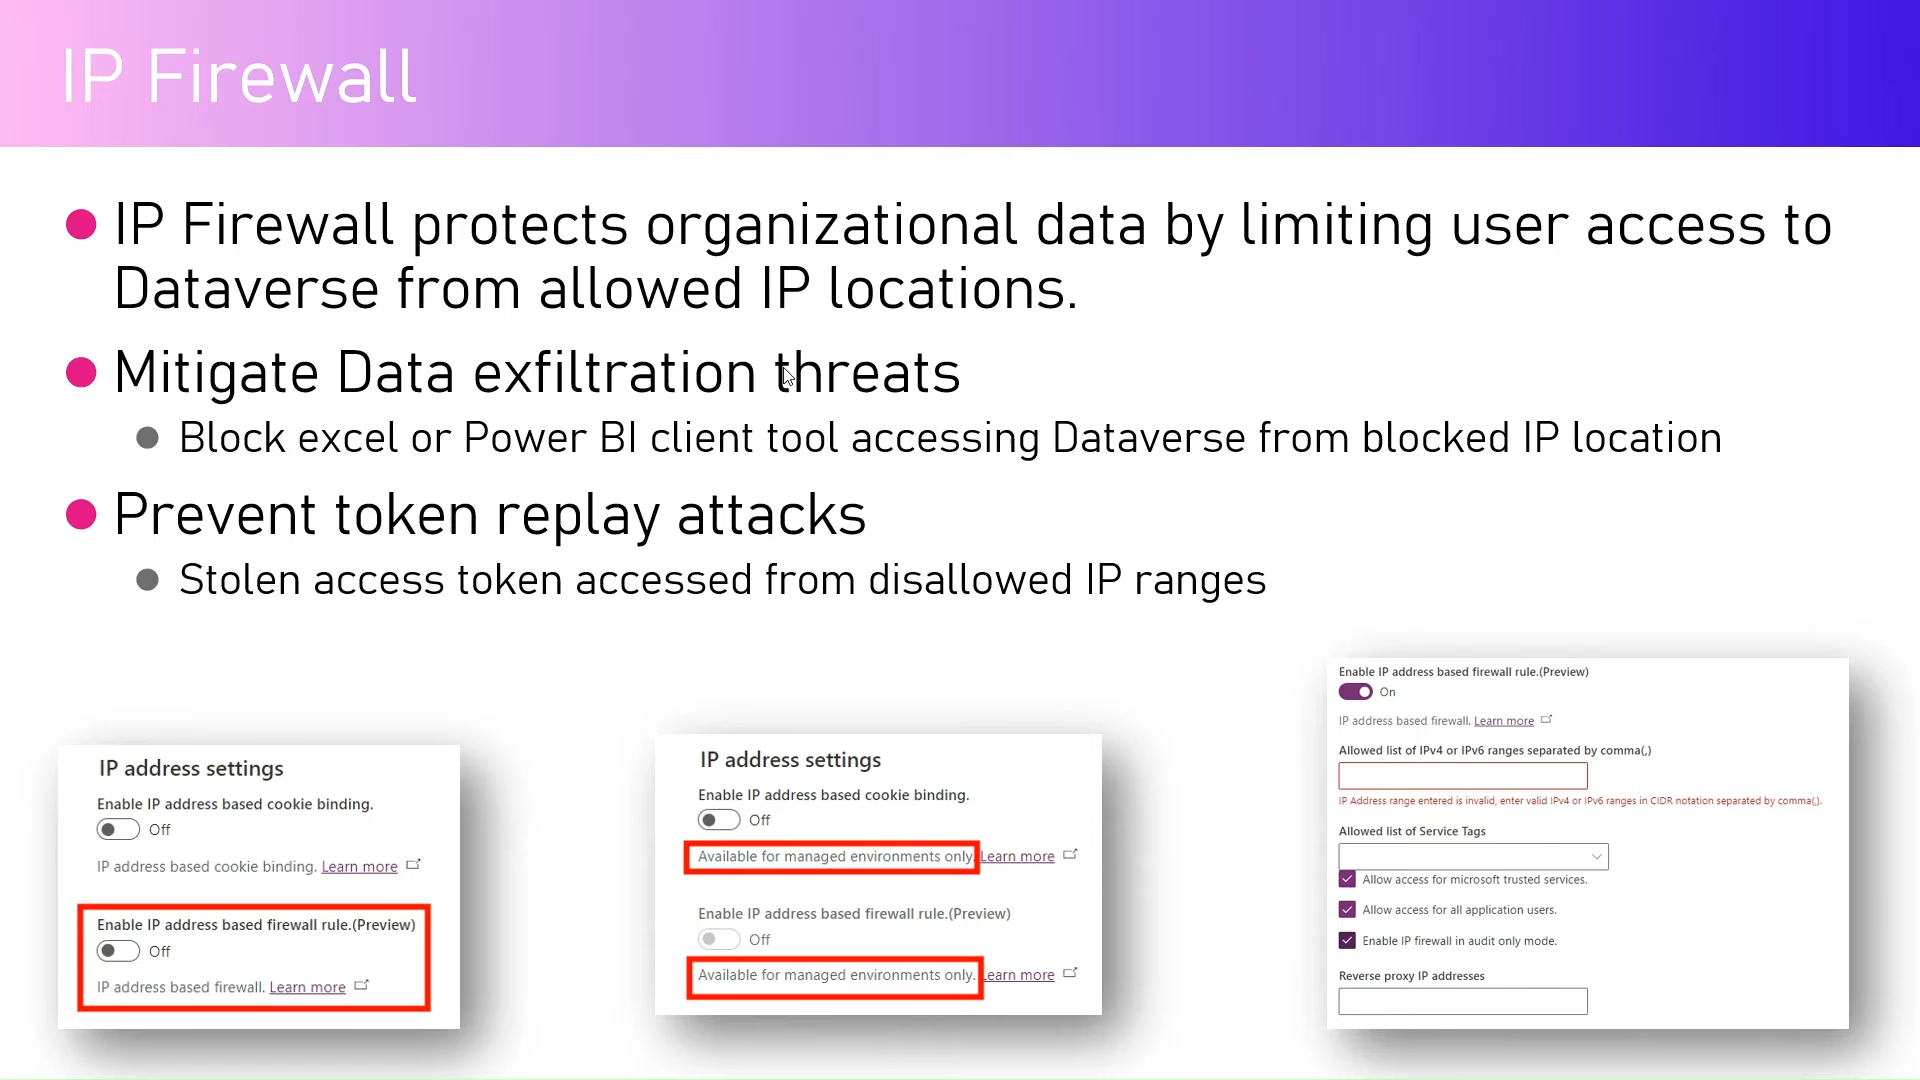 IP Firewall
IP Firewall protects organizational data by limiting user access to
Dataverse from allowed IP locations.
Mitigate Data exfiltration threats
Block excel or Power BI client tool accessing Dataverse from blocked IP location
Prevent token replay attacks
Stolen access token accessed from disallowed IP ranges
IP address settings
Enable IP address based cookie binding.
Off
IP address based cookie binding. Learn more
Enable IP address based firewall rule.(Preview)
Off
IP address based firewall. Learn more
IP address settings
Enable IP address based cookie binding.
Off
Available for managed environments only. Learn more
Enable IP address based firewall rule.(Preview)
Off
Available for managed environments only. Learn more
Enable IP address based firewall rule.(Preview)
On
IP address based firewall. Learn more
Allowed list of IPv4 or IPv6 ranges separated by comma(,)
IP Address range entered is invalid, enter valid IPv4 or IPv6 ranges in CIDR notation separated by comma(,).
Allowed list of Service Tags
Allow access for microsoft trusted services.
Allow access for all application users.
Enable IP firewall in audit only mode.
Reverse proxy IP addresses